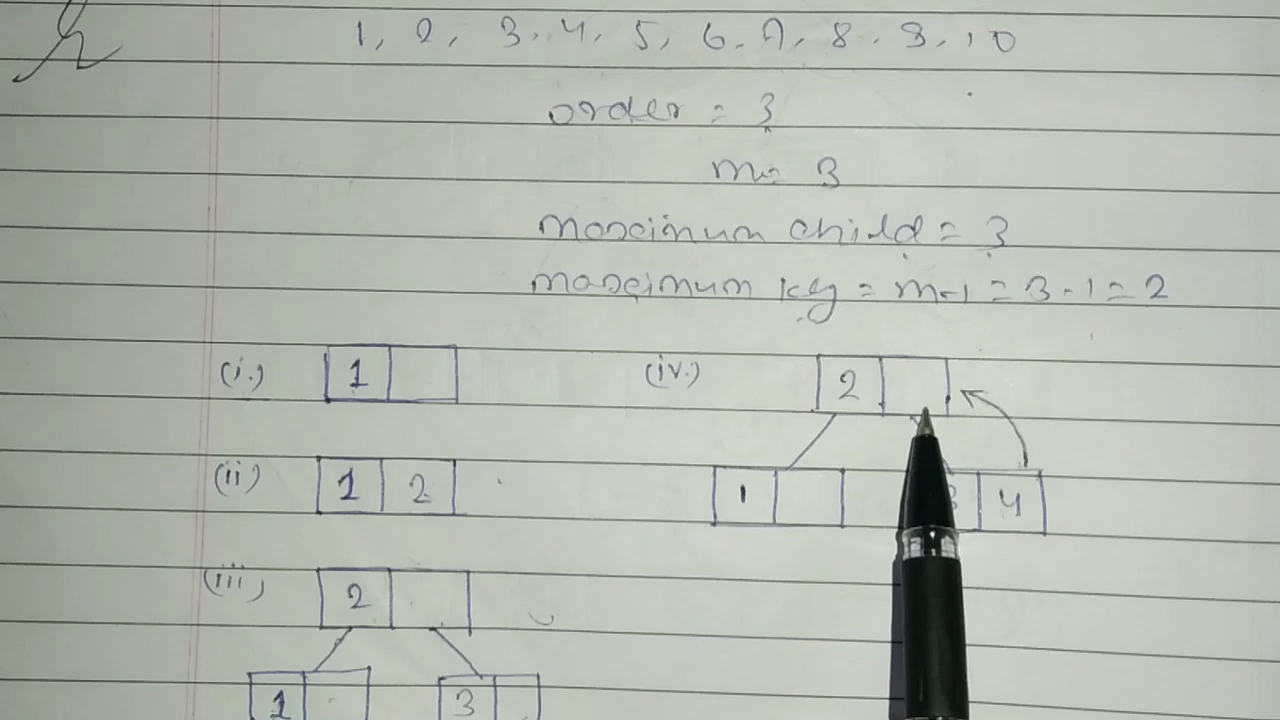 1, 2, 3, 4, 5, 6, 7, 8, 9, 10
order = 3
m = 3
maximum child = 3
maximum key = m-1 = 3-1 = 2
(i.) 1
(iv.) 2
(ii) 1 2
1 3 4
(iii) 2
1 3